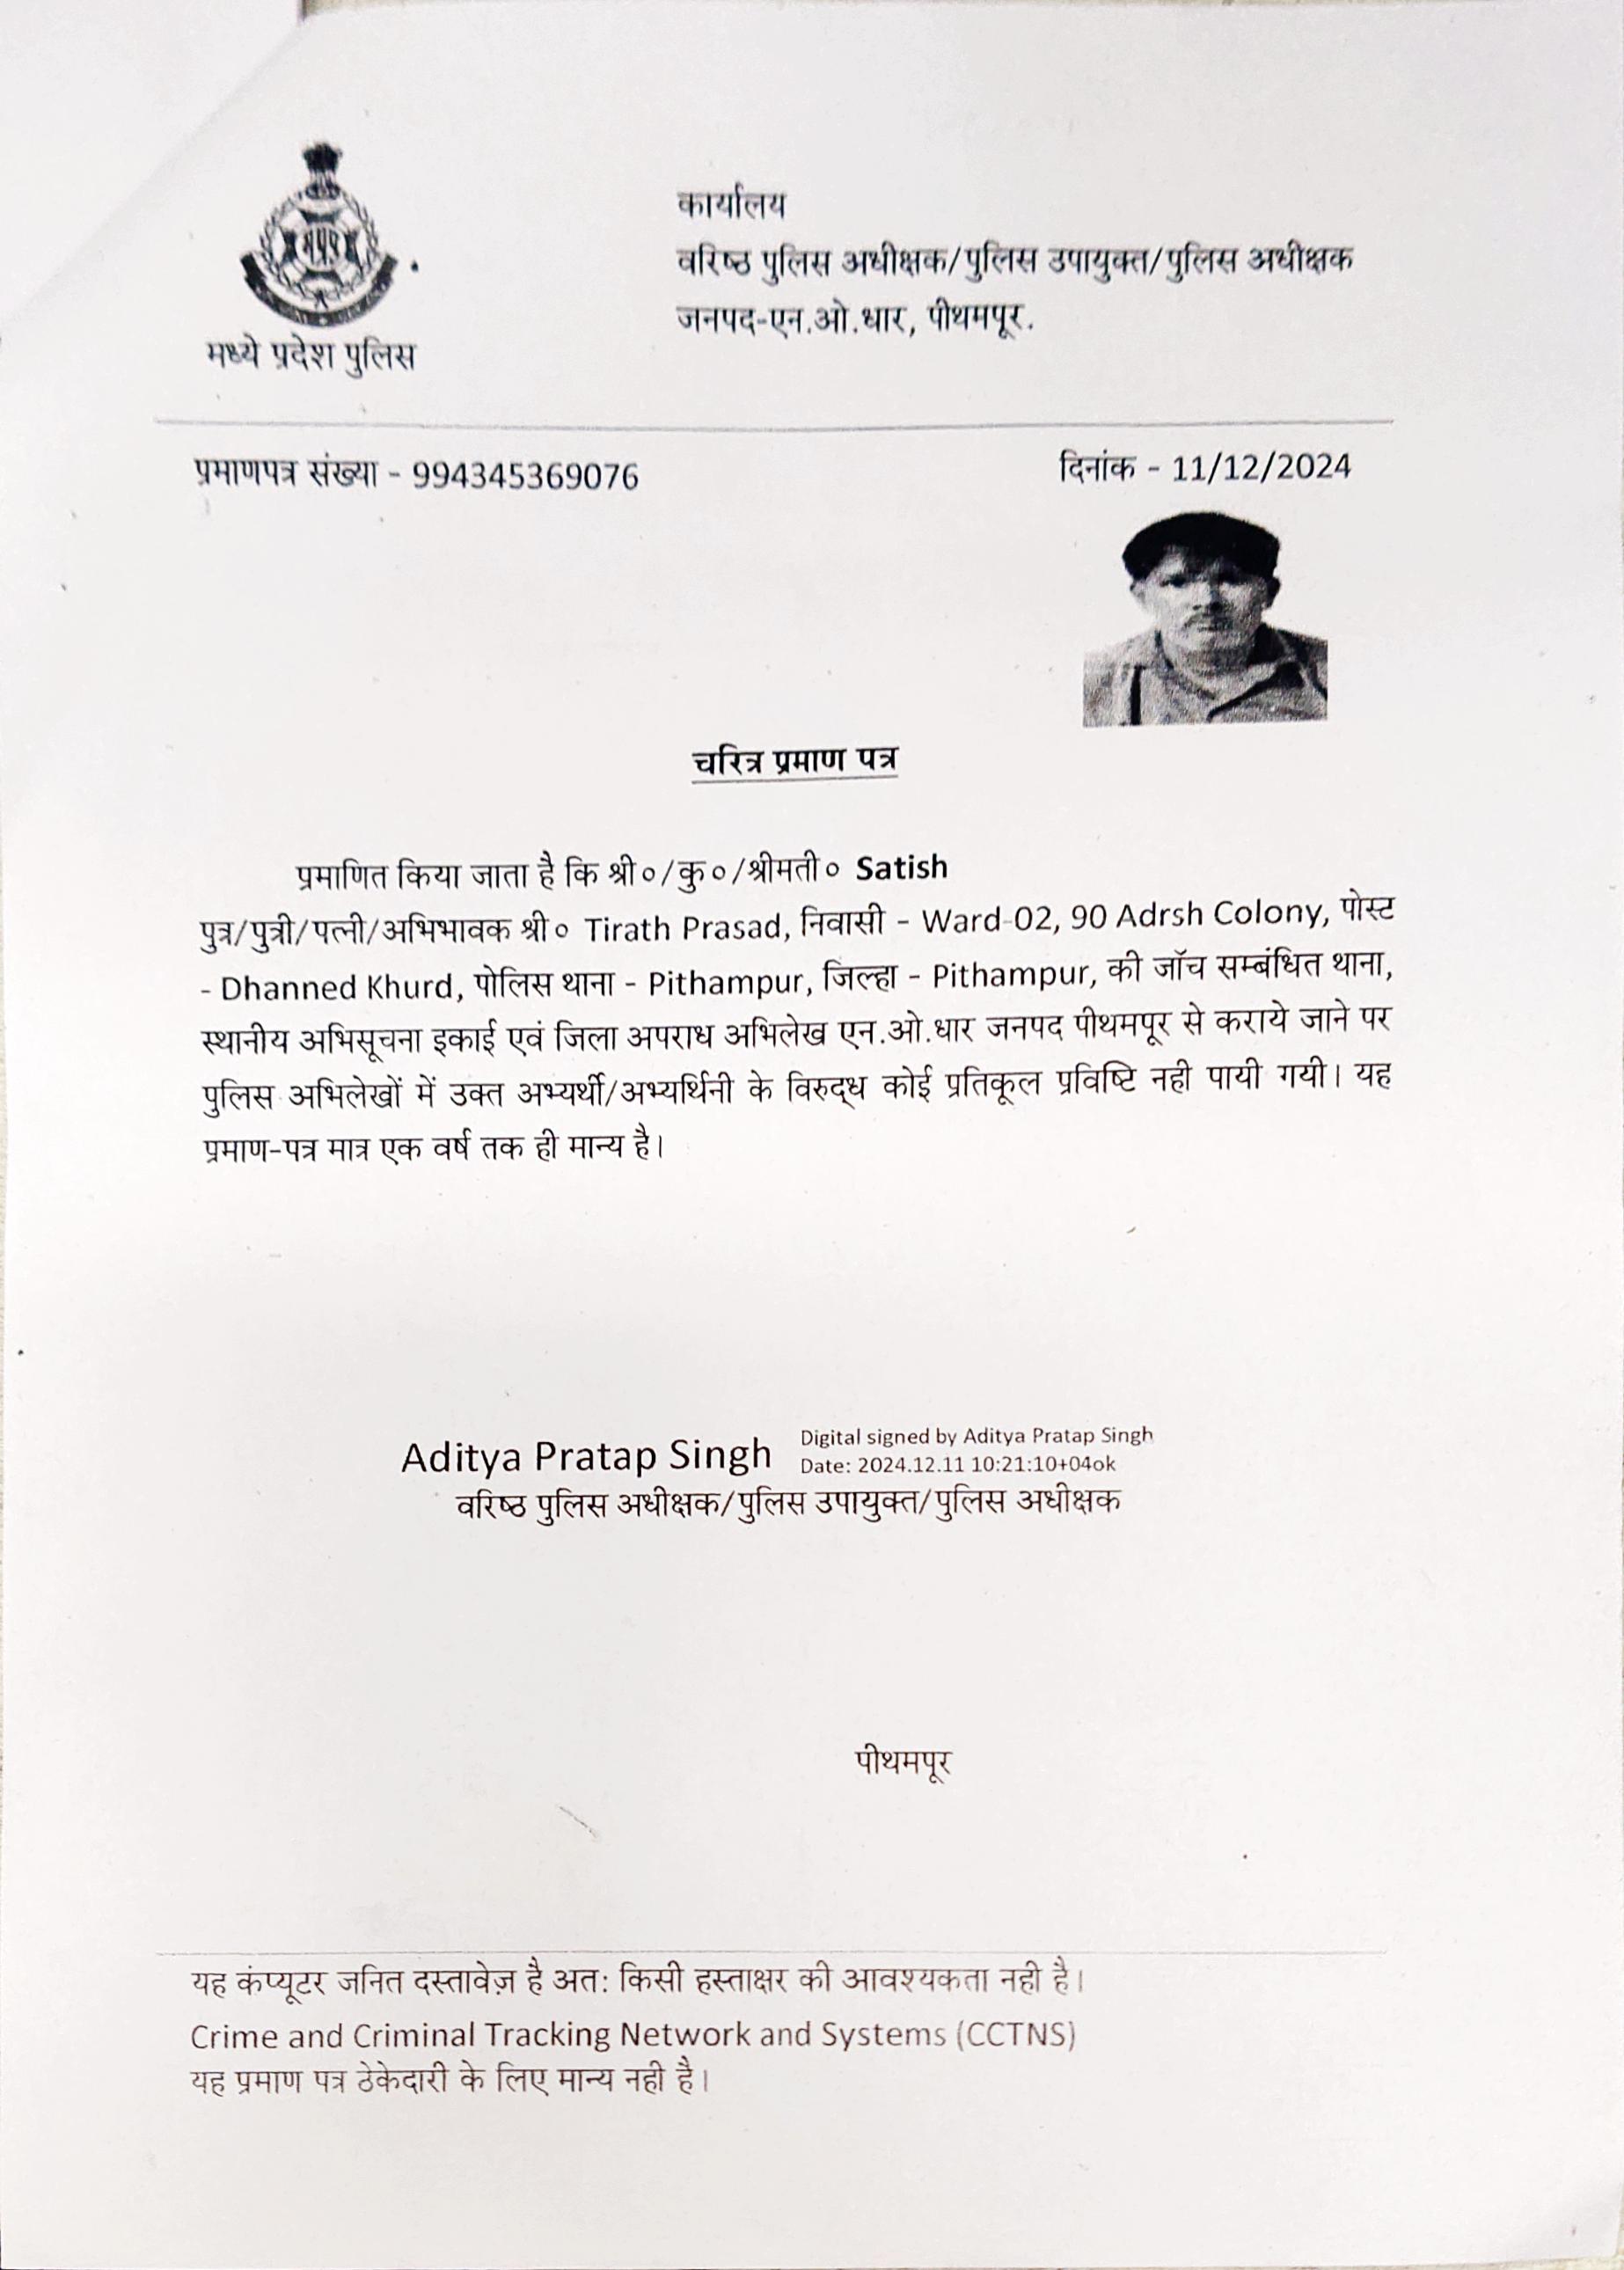 मप्रपु
मध्ये प्रदेश पुलिस
कार्यालय
वरिष्ठ पुलिस अधीक्षक/पुलिस उपायुक्त/पुलिस अधीक्षक
जनपद-एन.ओ.धार, पीथमपूर.
प्रमाणपत्र संख्या - 994345369076
दिनांक - 11/12/2024
चरित्र प्रमाण पत्र
प्रमाणित किया जाता है कि श्री०/कु०/श्रीमती० Satish
पुत्र/पुत्री/पत्नी/अभिभावक श्री० Tirath Prasad, निवासी - Ward-02, 90 Adrsh Colony, पोस्ट
- Dhanned Khurd, पोलिस थाना - Pithampur, जिल्हा - Pithampur, की जॉच सम्बंधित थाना,
स्थानीय अभिसूचना इकाई एवं जिला अपराध अभिलेख एन.ओ.धार जनपद पीथमपूर से कराये जाने पर
पुलिस अभिलेखों में उक्त अभ्यर्थी/अभ्यर्थिनी के विरुद्ध कोई प्रतिकूल प्रविष्टि नही पायी गयी। यह
प्रमाण-पत्र मात्र एक वर्ष तक ही मान्य है।
Aditya Pratap Singh
Digital signed by Aditya Pratap Singh
Date: 2024.12.11 10:21:10+04ok
वरिष्ठ पुलिस अधीक्षक/पुलिस उपायुक्त/पुलिस अधीक्षक
पीथमपूर
यह कंप्यूटर जनित दस्तावेज़ है अत: किसी हस्ताक्षर की आवश्यकता नही है।
Crime and Criminal Tracking Network and Systems (CCTNS)
यह प्रमाण पत्र ठेकेदारी के लिए मान्य नही है।